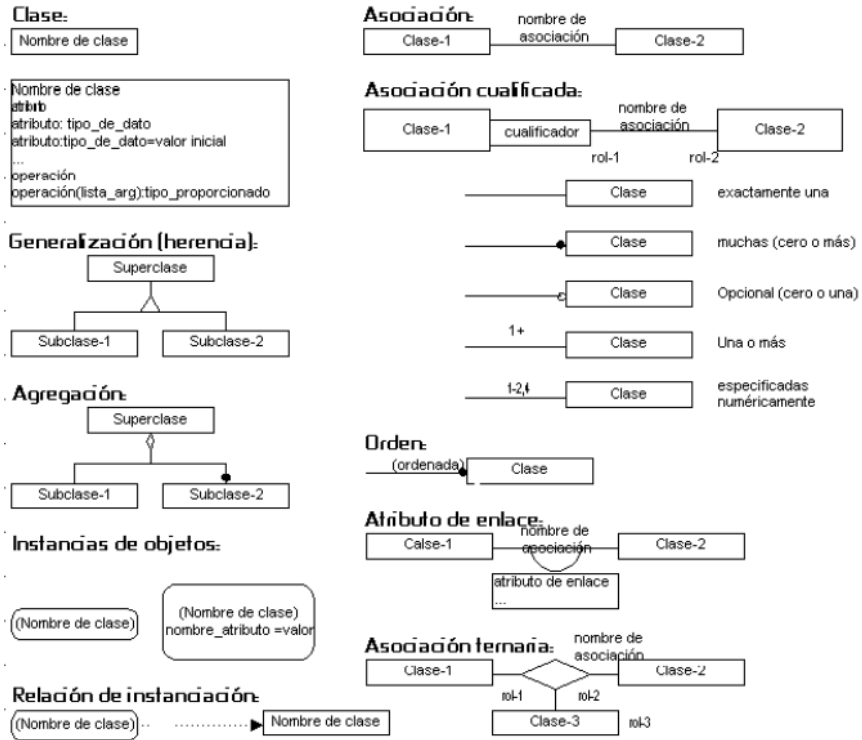 Clase:
Nombre de clase
Nombre de clase
atributo
atributo: tipo_de_dato
atributo:tipo_de_dato=valor inicial
...
operación
operación(lista_arg):tipo_proporcionado
Generalización (herencia):
Superclase
Subclase-1
Subclase-2
Agregación:
Superclase
Subclase-1
Subclase-2
Instancias de objetos:
(Nombre de clase)
(Nombre de clase)
nombre_atributo =valor
Relación de instanciación:
(Nombre de clase)
Nombre de clase
Asociación:
Clase-1
nombre de
asociación
Clase-2
Asociación cualificada:
Clase-1
cualificador
nombre de
asociación
Clase-2
rol-1
rol-2
Clase
exactamente una
Clase
muchas (cero o más)
Clase
Opcional (cero o una)
1+
Clase
Una o más
1-2,4
Clase
especificadas
numéricamente
Orden:
(ordenada)
Clase
Atributo de enlace:
Calse-1
nombre de
asociación
Clase-2
atributo de enlace
...
Asociación ternaria:
nombre de
asociación
Clase-1
Clase-2
rol-1
rol-2
Clase-3
rol-3